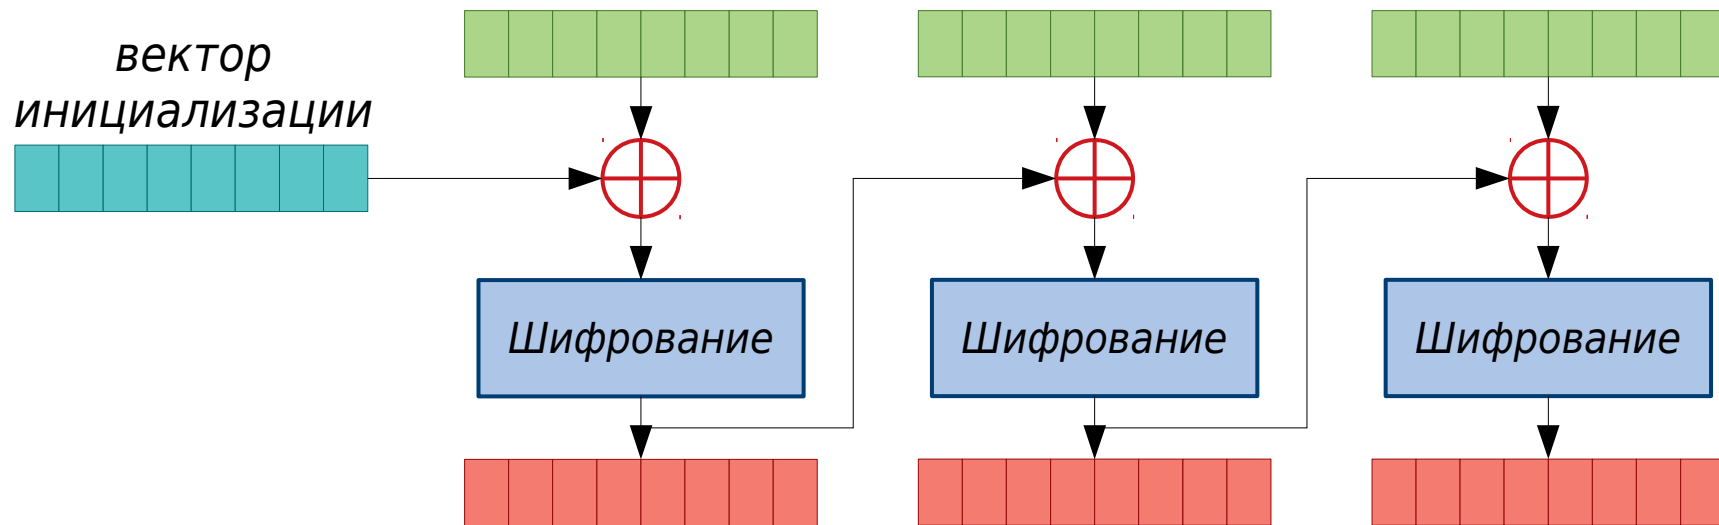 вектор
инициализации
Шифрование
Шифрование
Шифрование